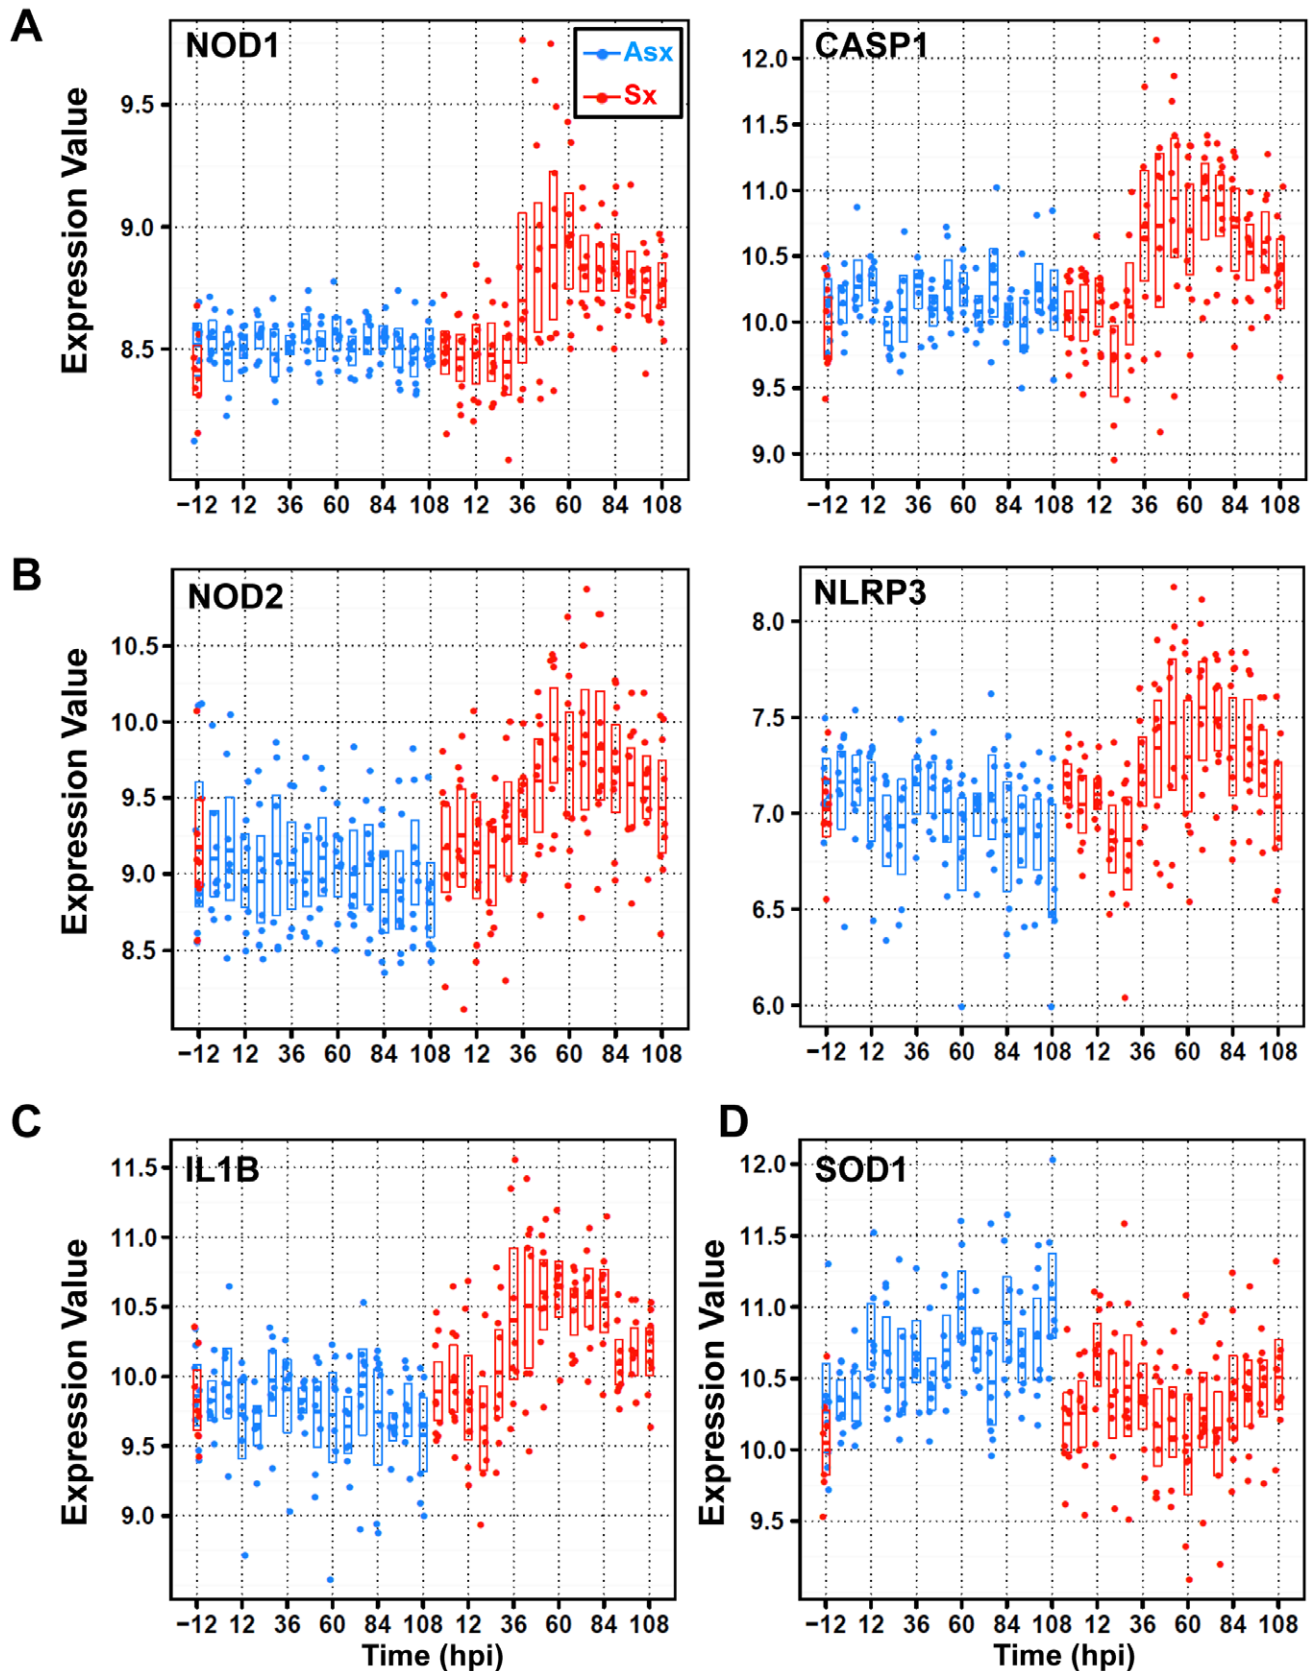 A
NOD1
Asx
Sx
Expression Value
9.5
9.0
8.5
−12 12 36 60 84 108 12 36 60 84 108
CASP1
12.0
11.5
11.0
10.5
10.0
9.5
9.0
−12 12 36 60 84 108 12 36 60 84 108
B
NOD2
Expression Value
10.5
10.0
9.5
9.0
8.5
−12 12 36 60 84 108 12 36 60 84 108
NLRP3
8.0
7.5
7.0
6.5
6.0
−12 12 36 60 84 108 12 36 60 84 108
C
IL1B
Expression Value
11.5
11.0
10.5
10.0
9.5
9.0
−12 12 36 60 84 108 12 36 60 84 108
Time (hpi)
D
SOD1
Expression Value
12.0
11.5
11.0
10.5
10.0
9.5
−12 12 36 60 84 108 12 36 60 84 108
Time (hpi)